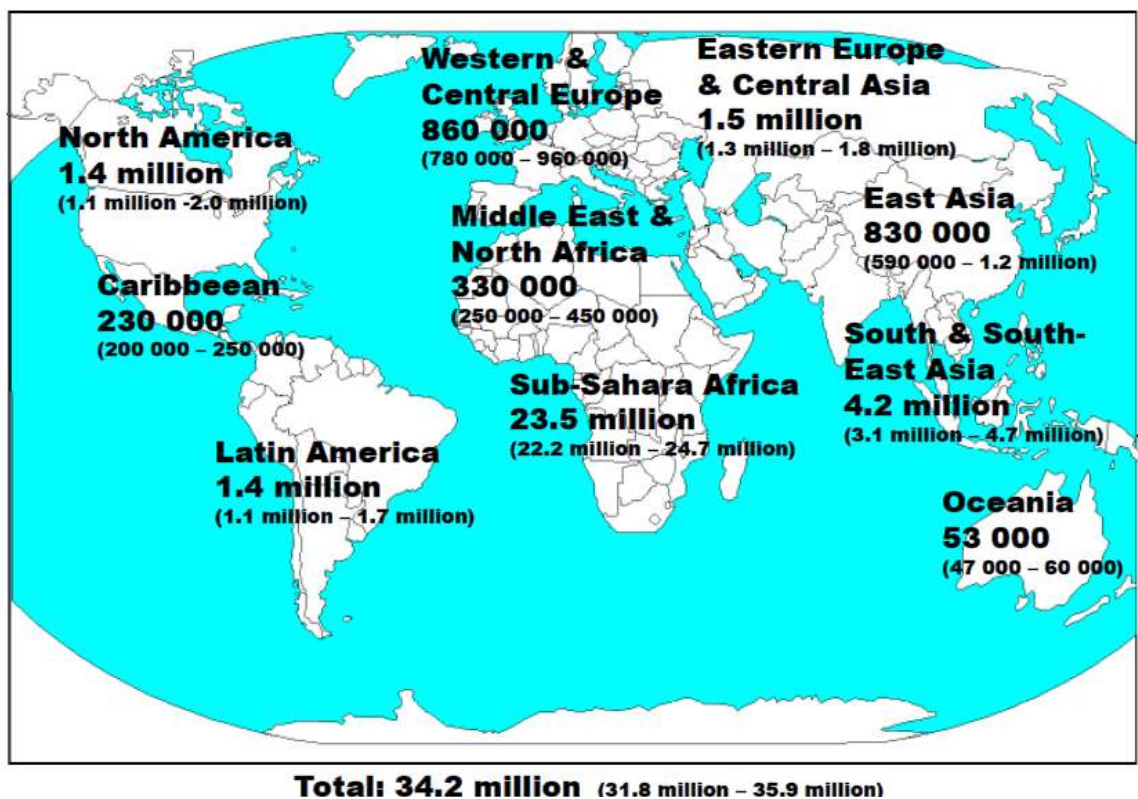 North America
1.4 million
(1.1 million -2.0 million)
Western &
Central Europe
860 000
(780 000 – 960 000)
Eastern Europe
& Central Asia
1.5 million
(1.3 million – 1.8 million)
East Asia
830 000
(590 000 – 1.2 million)
Middle East &
North Africa
330 000
(250 000 – 450 000)
Caribbeean
230 000
(200 000 – 250 000)
South & South-
East Asia
4.2 million
(3.1 million – 4.7 million)
Sub-Sahara Africa
23.5 million
(22.2 million – 24.7 million)
Latin America
1.4 million
(1.1 million – 1.7 million)
Oceania
53 000
(47 000 – 60 000)
Total: 34.2 million (31.8 million – 35.9 million)